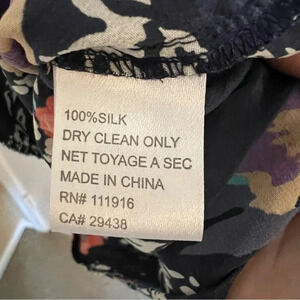 100%SILK
DRY CLEAN ONLY
NET TOYAGE A SEC
MADE IN CHINA
RN# 111916
CA# 29438